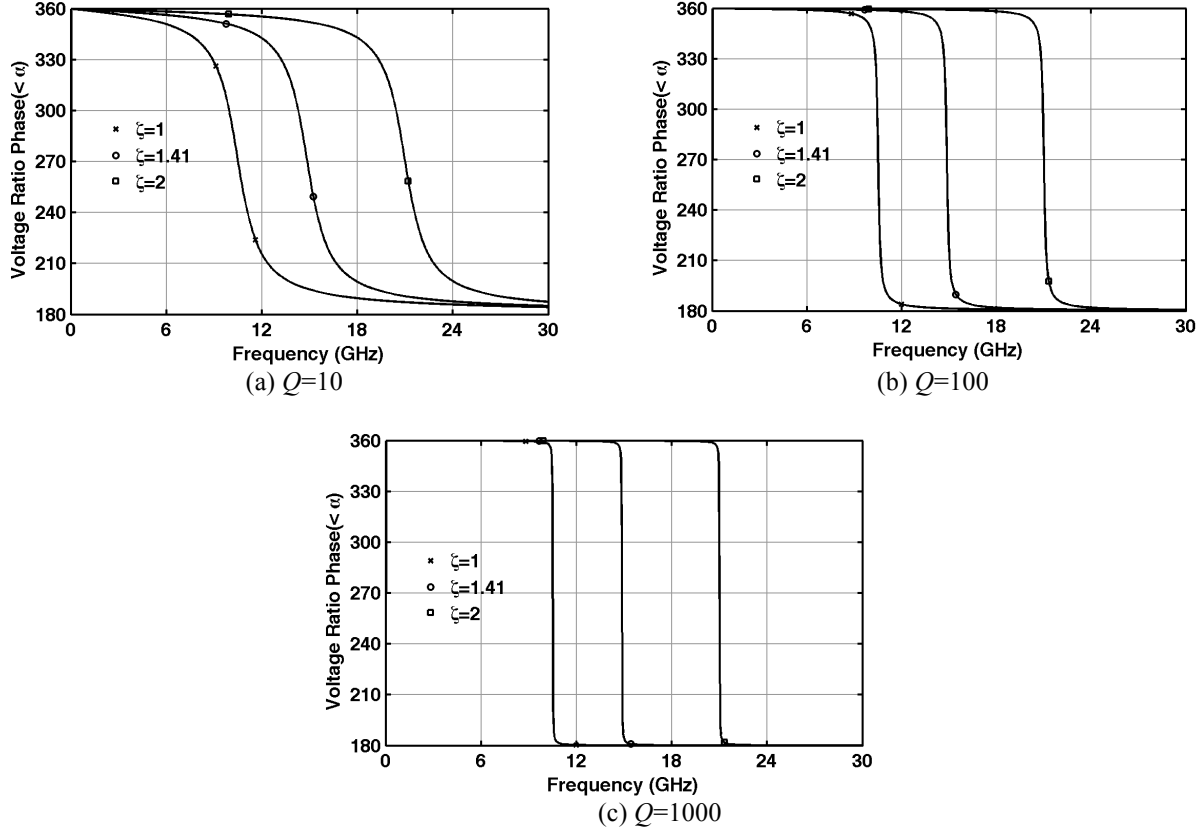 360
330
300
270
240
210
180
Voltage Ratio Phase(< α)
ζ=1
ζ=1.41
ζ=2
0 6 12 18 24 30
Frequency (GHz)
(a) Q=10
360
330
300
270
240
210
180
Voltage Ratio Phase(< α)
ζ=1
ζ=1.41
ζ=2
0 6 12 18 24 30
Frequency (GHz)
(b) Q=100
360
330
300
270
240
210
180
Voltage Ratio Phase(< α)
ζ=1
ζ=1.41
ζ=2
0 6 12 18 24 30
Frequency (GHz)
(c) Q=1000